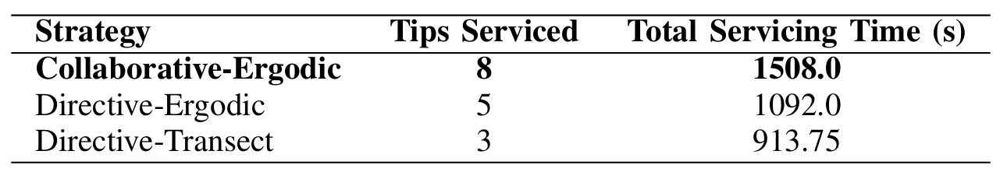 Strategy Tips Serviced Total Servicing Time (s)
Collaborative-Ergodic 8 1508.0
Directive-Ergodic 5 1092.0
Directive-Transect 3 913.75